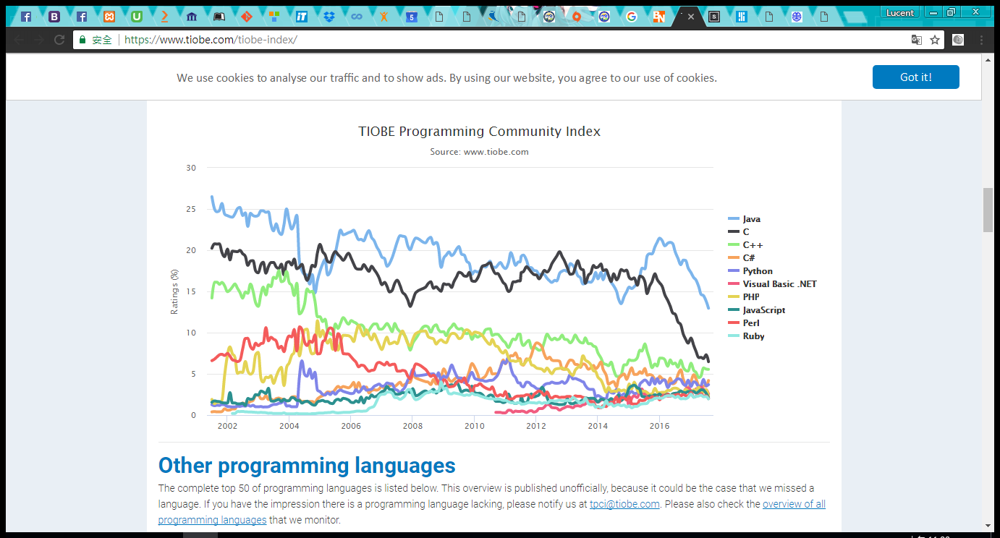 Lucent
安全 https://www.tiobe.com/tiobe-index/
We use cookies to analyse our traffic and to show ads. By using our website, you agree to our use of cookies.
Got it!
TIOBE Programming Community Index
Source: www.tiobe.com
30
25
20
15
10
5
0
Ratings (%)
2002 2004 2006 2008 2010 2012 2014 2016
Java
C
C++
C#
Python
Visual Basic .NET
PHP
JavaScript
Perl
Ruby
Other programming languages
The complete top 50 of programming languages is listed below. This overview is published unofficially, because it could be the case that we missed a
language. If you have the impression there is a programming language lacking, please notify us at tpci@tiobe.com. Please also check the overview of all
programming languages that we monitor.